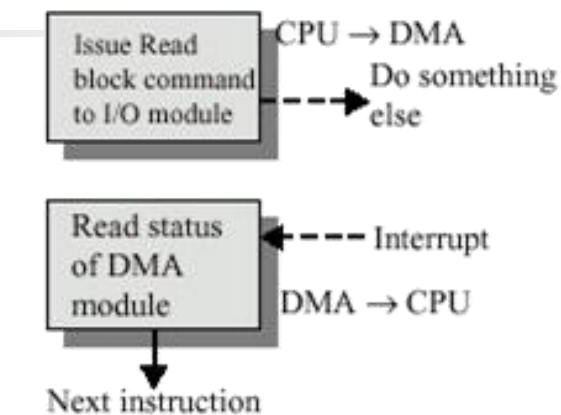 Issue Read
block command
to I/O module
CPU → DMA
Do something
else
Read status
of DMA
module
Interrupt
DMA → CPU
Next instruction